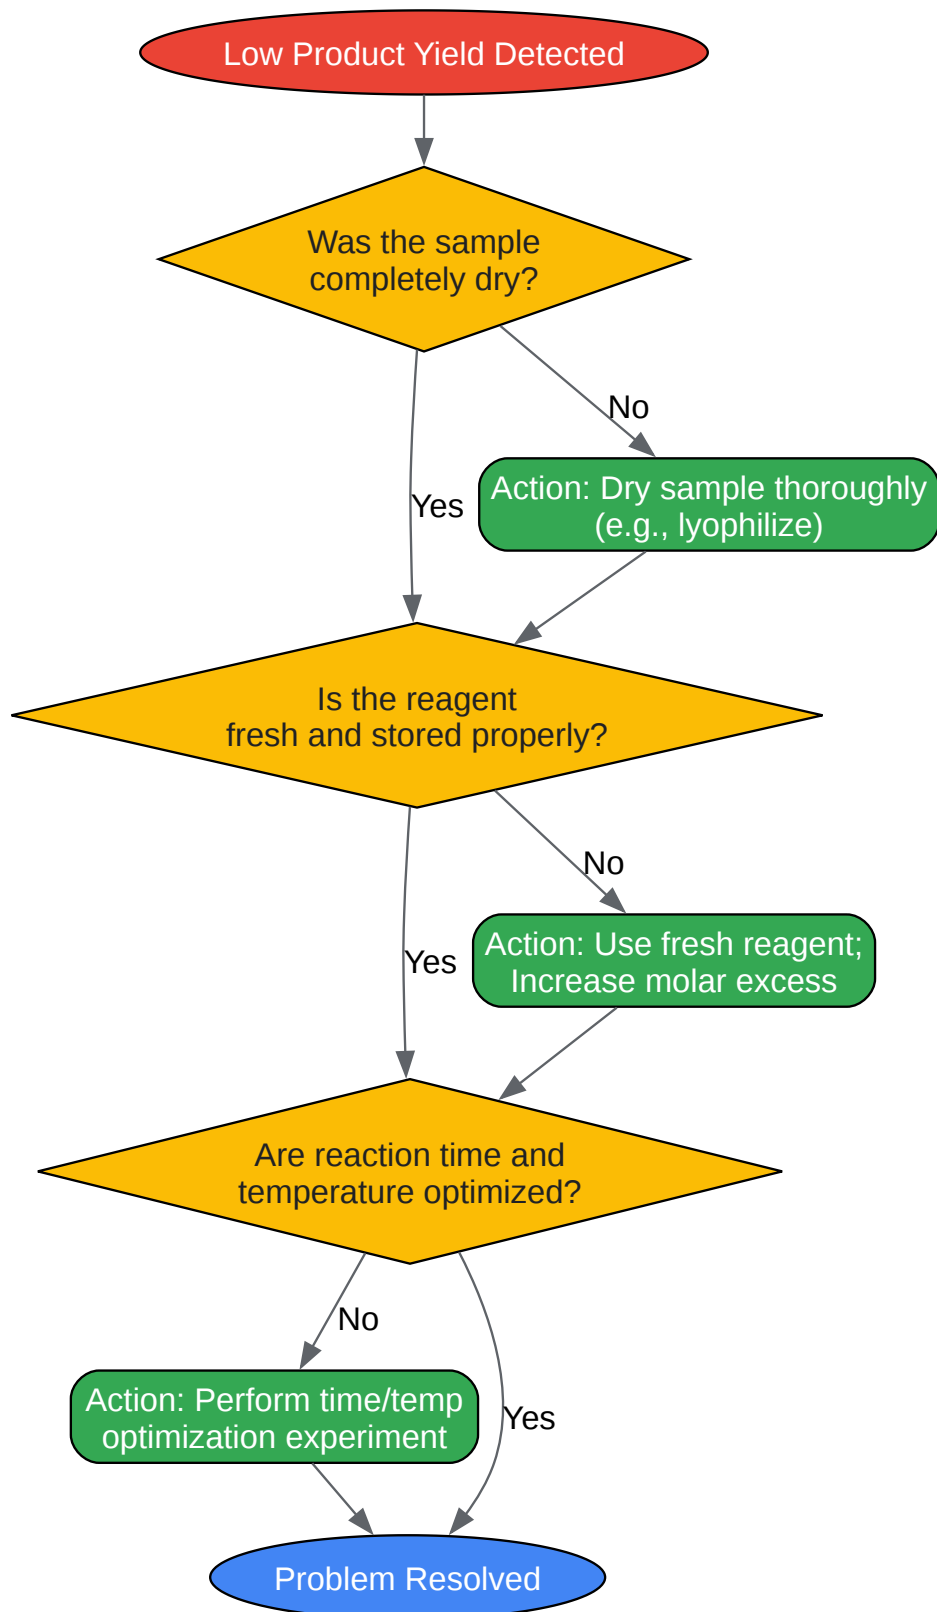 Low Product Yield Detected
Was the sample
completely dry?
No
Yes
Action: Dry sample thoroughly
(e.g., lyophilize)
Is the reagent
fresh and stored properly?
No
Yes
Action: Use fresh reagent;
Increase molar excess
Are reaction time and
temperature optimized?
No
Action: Perform time/temp
optimization experiment
Yes
Problem Resolved